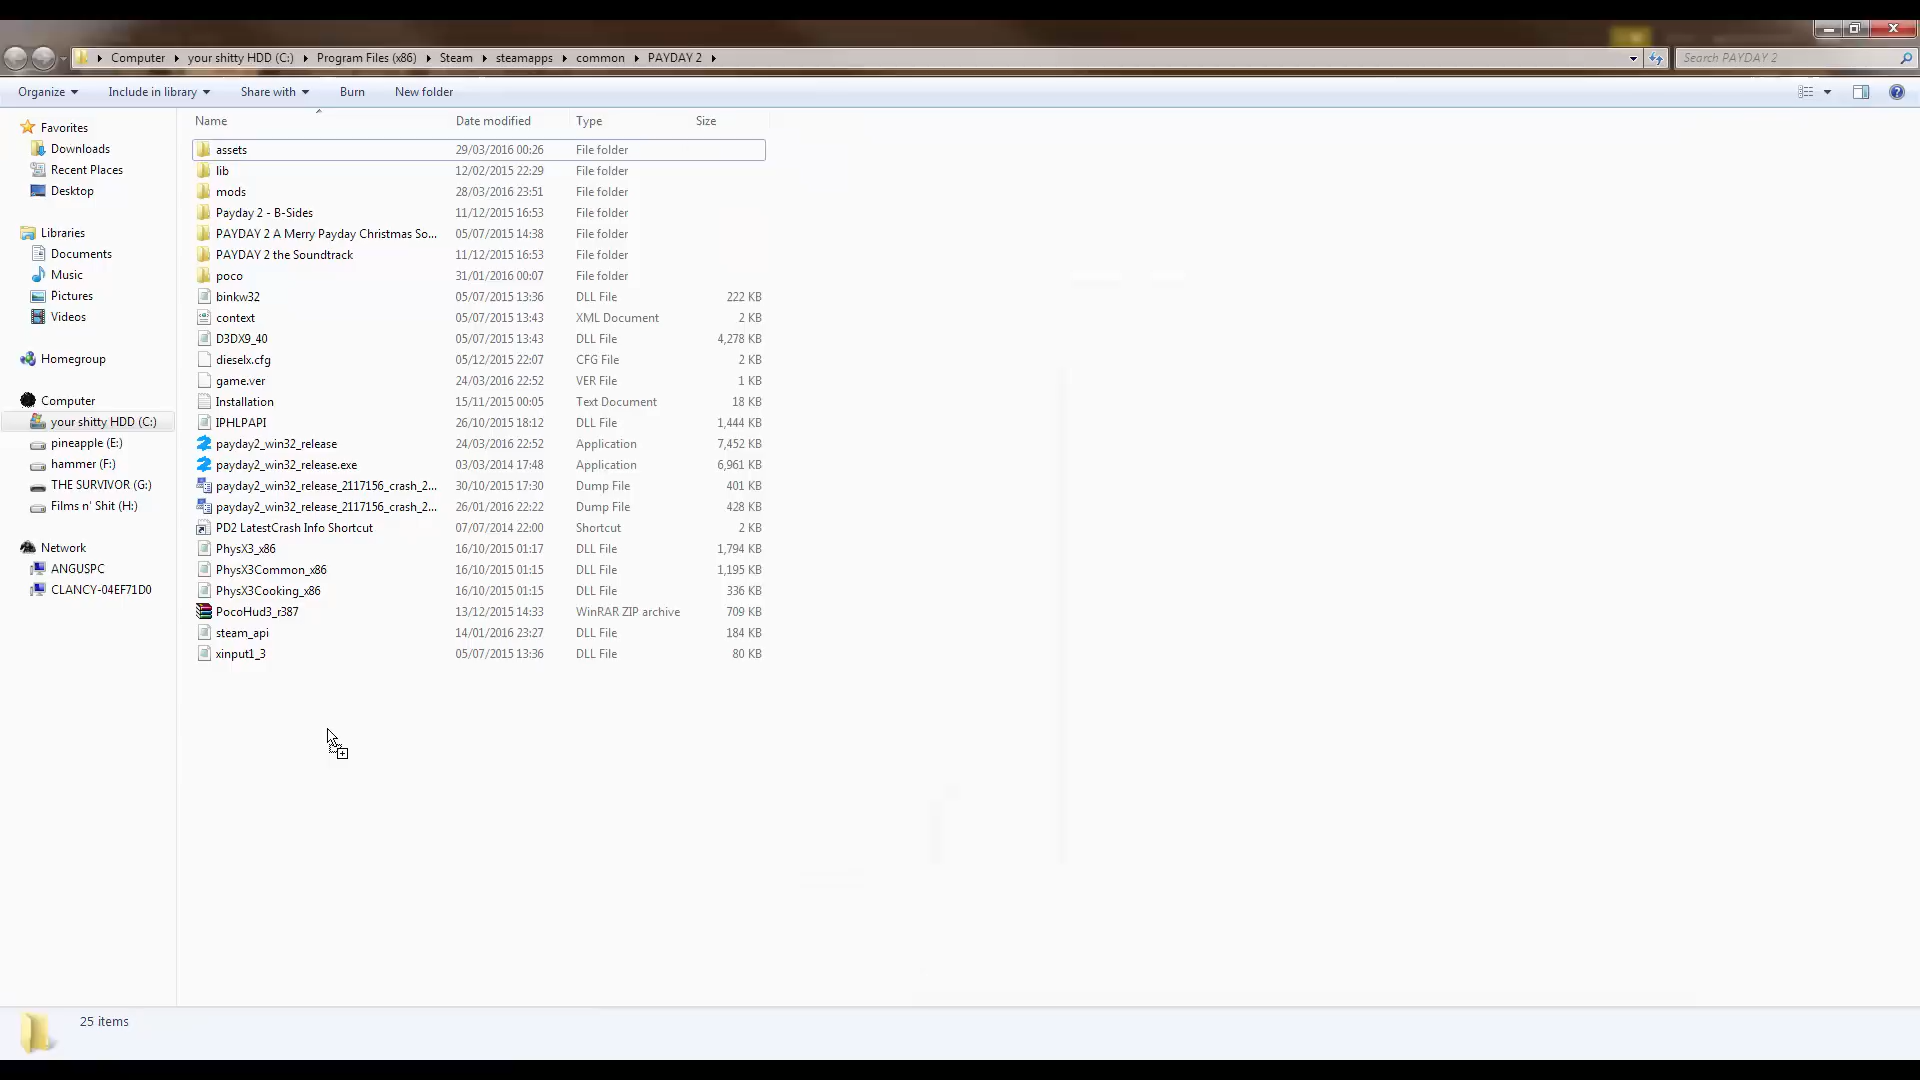 Computer ▸ your shitty HDD (C:) ▸ Program Files (x86) ▸ Steam ▸ steamapps ▸ common ▸ PAYDAY 2 ▸ Search PAYDAY 2
Organize Include in library Share with Burn New folder
Favorites
Downloads
Recent Places
Desktop
Libraries
Documents
Music
Pictures
Videos
Homegroup
Computer
your shitty HDD (C:)
pineapple (E:)
hammer (F:)
THE SURVIVOR (G:)
Films n' Shit (H:)
Network
ANGUSPC
CLANCY-04EF71D0
Name Date modified Type Size
assets 29/03/2016 00:26 File folder
lib 12/02/2015 22:29 File folder
mods 28/03/2016 23:51 File folder
Payday 2 - B-Sides 11/12/2015 16:53 File folder
PAYDAY 2 A Merry Payday Christmas So... 05/07/2015 14:38 File folder
PAYDAY 2 the Soundtrack 11/12/2015 16:53 File folder
poco 31/01/2016 00:07 File folder
binkw32 05/07/2015 13:36 DLL File 222 KB
context 05/07/2015 13:43 XML Document 2 KB
D3DX9_40 05/07/2015 13:43 DLL File 4,278 KB
dieselx.cfg 05/12/2015 22:07 CFG File 2 KB
game.ver 24/03/2016 22:52 VER File 1 KB
Installation 15/11/2015 00:05 Text Document 18 KB
IPHLPAPI 26/10/2015 18:12 DLL File 1,444 KB
payday2_win32_release 24/03/2016 22:52 Application 7,452 KB
payday2_win32_release.exe 03/03/2014 17:48 Application 6,961 KB
payday2_win32_release_2117156_crash_2... 30/10/2015 17:30 Dump File 401 KB
payday2_win32_release_2117156_crash_2... 26/01/2016 22:22 Dump File 428 KB
PD2 LatestCrash Info Shortcut 07/07/2014 22:00 Shortcut 2 KB
PhysX3_x86 16/10/2015 01:17 DLL File 1,794 KB
PhysX3Common_x86 16/10/2015 01:15 DLL File 1,195 KB
PhysX3Cooking_x86 16/10/2015 01:15 DLL File 336 KB
PocoHud3_r387 13/12/2015 14:33 WinRAR ZIP archive 709 KB
steam_api 14/01/2016 23:27 DLL File 184 KB
xinput1_3 05/07/2015 13:36 DLL File 80 KB
25 items